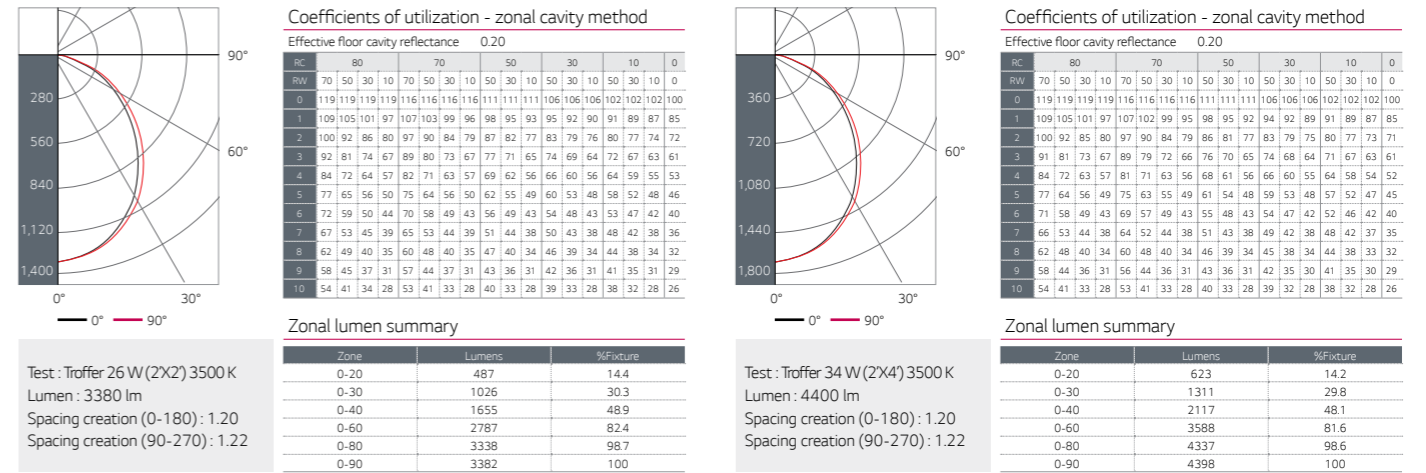 90°
60°
280
560
840
1,120
1,400
0°
30°
0° 90°
Test : Troffer 26 W (2'X2') 3500 K
Lumen : 3380 lm
Spacing creation (0-180) : 1.20
Spacing creation (90-270) : 1.22
Coefficients of utilization - zonal cavity method
Effective floor cavity reflectance 0.20
RC 80 70 50 30 10 0
RW 70 50 30 10 70 50 30 10 50 30 10 50 30 10 50 30 10 0
0 119 119 119 119 116 116 116 116 111 111 111 106 106 106 102 102 102 100
1 109 105 101 97 107 103 99 96 98 95 93 95 92 90 91 89 87 85
2 100 92 86 80 97 90 84 79 87 82 77 83 79 76 80 77 74 72
3 92 81 74 67 89 80 73 67 77 71 65 74 69 64 72 67 63 61
4 84 72 64 57 82 71 63 57 69 62 56 66 60 56 64 59 55 53
5 77 65 56 50 75 64 56 50 62 55 49 60 53 48 58 52 48 46
6 72 59 50 44 70 58 49 43 56 49 43 54 48 43 53 47 42 40
7 67 53 45 39 65 53 44 39 51 44 38 50 43 38 48 42 38 36
8 62 49 40 35 60 48 40 35 47 40 34 46 39 34 44 38 34 32
9 58 45 37 31 57 44 37 31 43 36 31 42 36 31 41 35 31 29
10 54 41 34 28 53 41 33 28 40 33 28 39 33 28 38 32 28 26
Zonal lumen summary
Zone Lumens %Fixture
0-20 487 14.4
0-30 1026 30.3
0-40 1655 48.9
0-60 2787 82.4
0-80 3338 98.7
0-90 3382 100
90°
60°
360
720
1,080
1,440
1,800
0°
30°
0° 90°
Test : Troffer 34 W (2'X4') 3500 K
Lumen : 4400 lm
Spacing creation (0-180) : 1.20
Spacing creation (90-270) : 1.22
Coefficients of utilization - zonal cavity method
Effective floor cavity reflectance 0.20
RC 80 70 50 30 10 0
RW 70 50 30 10 70 50 30 10 50 30 10 50 30 10 50 30 10 0
0 119 119 119 119 116 116 116 116 111 111 111 106 106 106 102 102 102 100
1 109 105 101 97 107 102 99 95 98 95 92 94 92 89 91 89 87 85
2 100 92 85 80 97 90 84 79 86 81 77 83 79 75 80 77 73 71
3 91 81 73 67 89 79 72 66 76 70 65 74 68 64 71 67 63 61
4 84 72 63 57 81 71 63 56 68 61 56 66 60 55 64 58 54 52
5 77 64 56 49 75 63 55 49 61 54 48 59 53 48 57 52 47 45
6 71 58 49 43 69 57 49 43 55 48 43 54 47 42 52 46 42 40
7 66 53 44 38 64 52 44 38 51 43 38 49 42 38 48 42 37 35
8 62 48 40 34 60 48 40 34 46 39 34 45 38 34 44 38 33 32
9 58 44 36 31 56 44 36 31 43 36 31 42 35 30 41 35 30 29
10 54 41 33 28 53 41 33 28 40 33 28 39 32 28 38 32 28 26
Zonal lumen summary
Zone Lumens %Fixture
0-20 623 14.2
0-30 1311 29.8
0-40 2117 48.1
0-60 3588 81.6
0-80 4337 98.6
0-90 4398 100